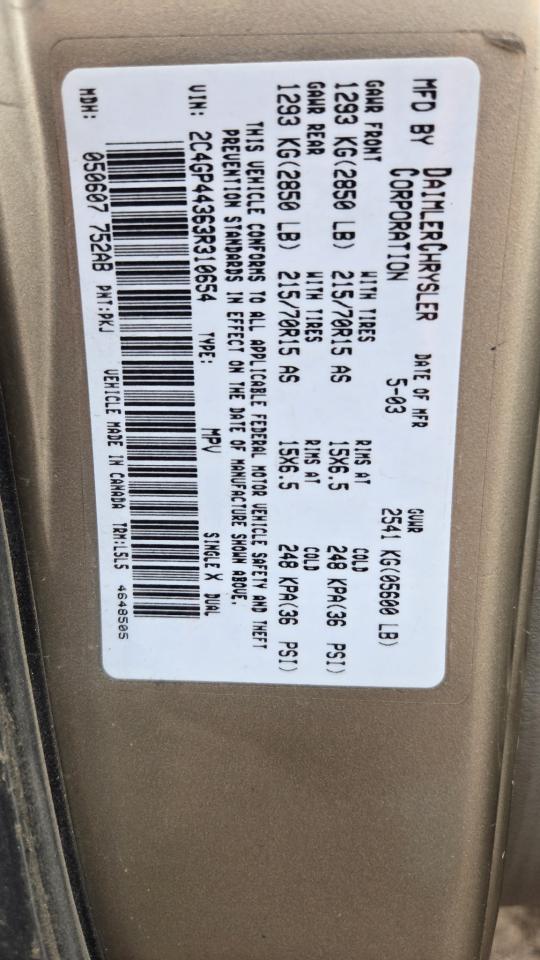 MFD BY DAIMLERCHRYSLER CORPORATION DATE OF MFR 5-03 GVWR 2541 KG(05600 LB)
GAWR FRONT WITH TIRES RIMS AT COLD
1293 KG(2850 LB) 215/70R15 AS 15X6.5 248 KPA(36 PSI)
GAWR REAR WITH TIRES RIMS AT COLD
1293 KG(2850 LB) 215/70R15 AS 15X6.5 248 KPA(36 PSI)
THIS VEHICLE CONFORMS TO ALL APPLICABLE FEDERAL MOTOR VEHICLE SAFETY AND THEFT
PREVENTION STANDARDS IN EFFECT ON THE DATE OF MANUFACTURE SHOWN ABOVE.
VIN: 2C4GP44363R310654 TYPE: MPV SINGLE X DUAL
MDH: 050607 752AB PNT:PKJ VEHICLE MADE IN CANADA TRM:L5L5 4648505